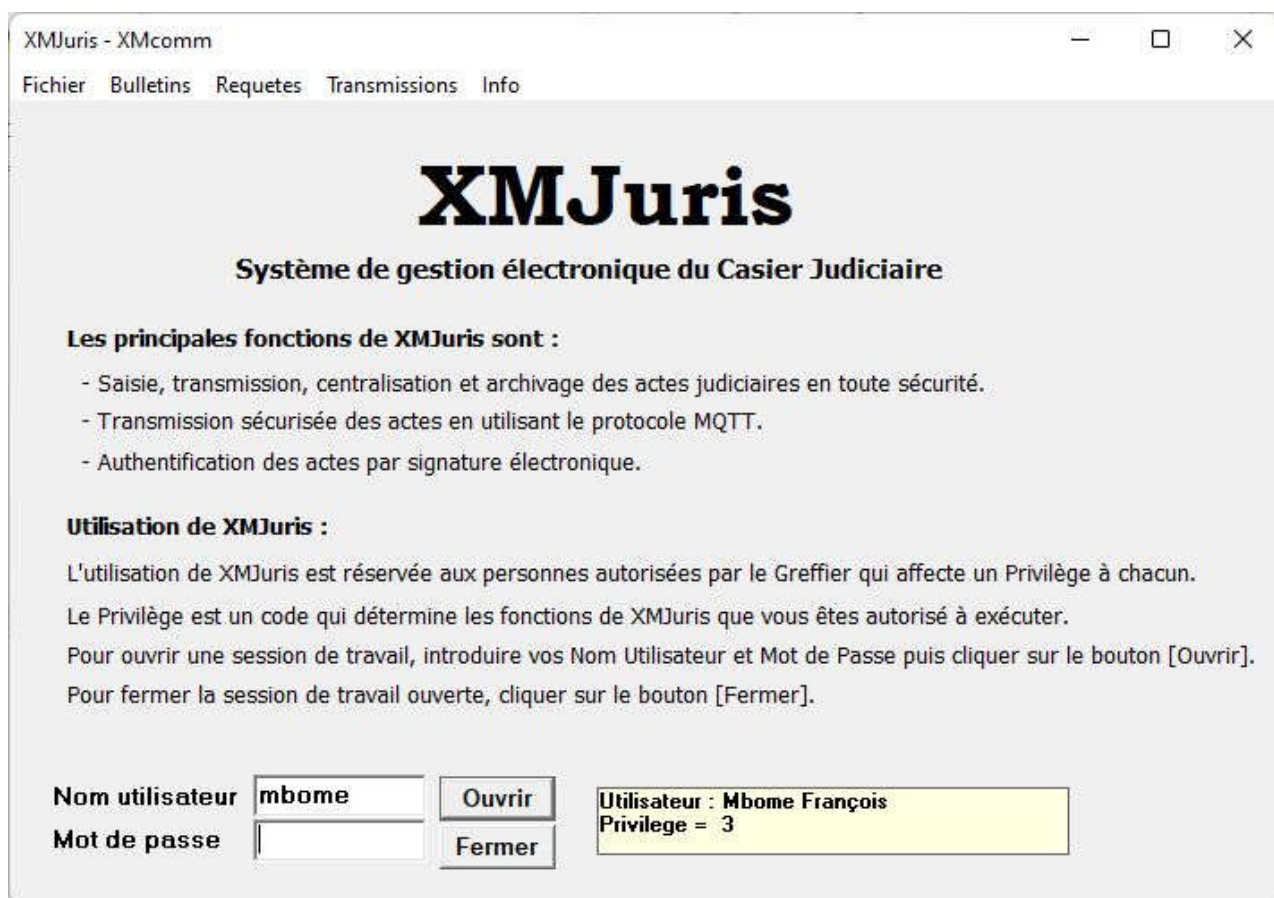 XMJuris - XMcomm
Fichier Bulletins Requetes Transmissions Info
XMJuris
Système de gestion électronique du Casier Judiciaire
Les principales fonctions de XMJuris sont :
- Saisie, transmission, centralisation et archivage des actes judiciaires en toute sécurité.
- Transmission sécurisée des actes en utilisant le protocole MQTT.
- Authentification des actes par signature électronique.
Utilisation de XMJuris :
L'utilisation de XMJuris est réservée aux personnes autorisées par le Greffier qui affecte un Privilège à chacun.
Le Privilège est un code qui détermine les fonctions de XMJuris que vous êtes autorisé à exécuter.
Pour ouvrir une session de travail, introduire vos Nom Utilisateur et Mot de Passe puis cliquer sur le bouton [Ouvrir].
Pour fermer la session de travail ouverte, cliquer sur le bouton [Fermer].
Nom utilisateur mbome Ouvrir
Mot de passe Fermer
Utilisateur : Mbome François
Privilege = 3